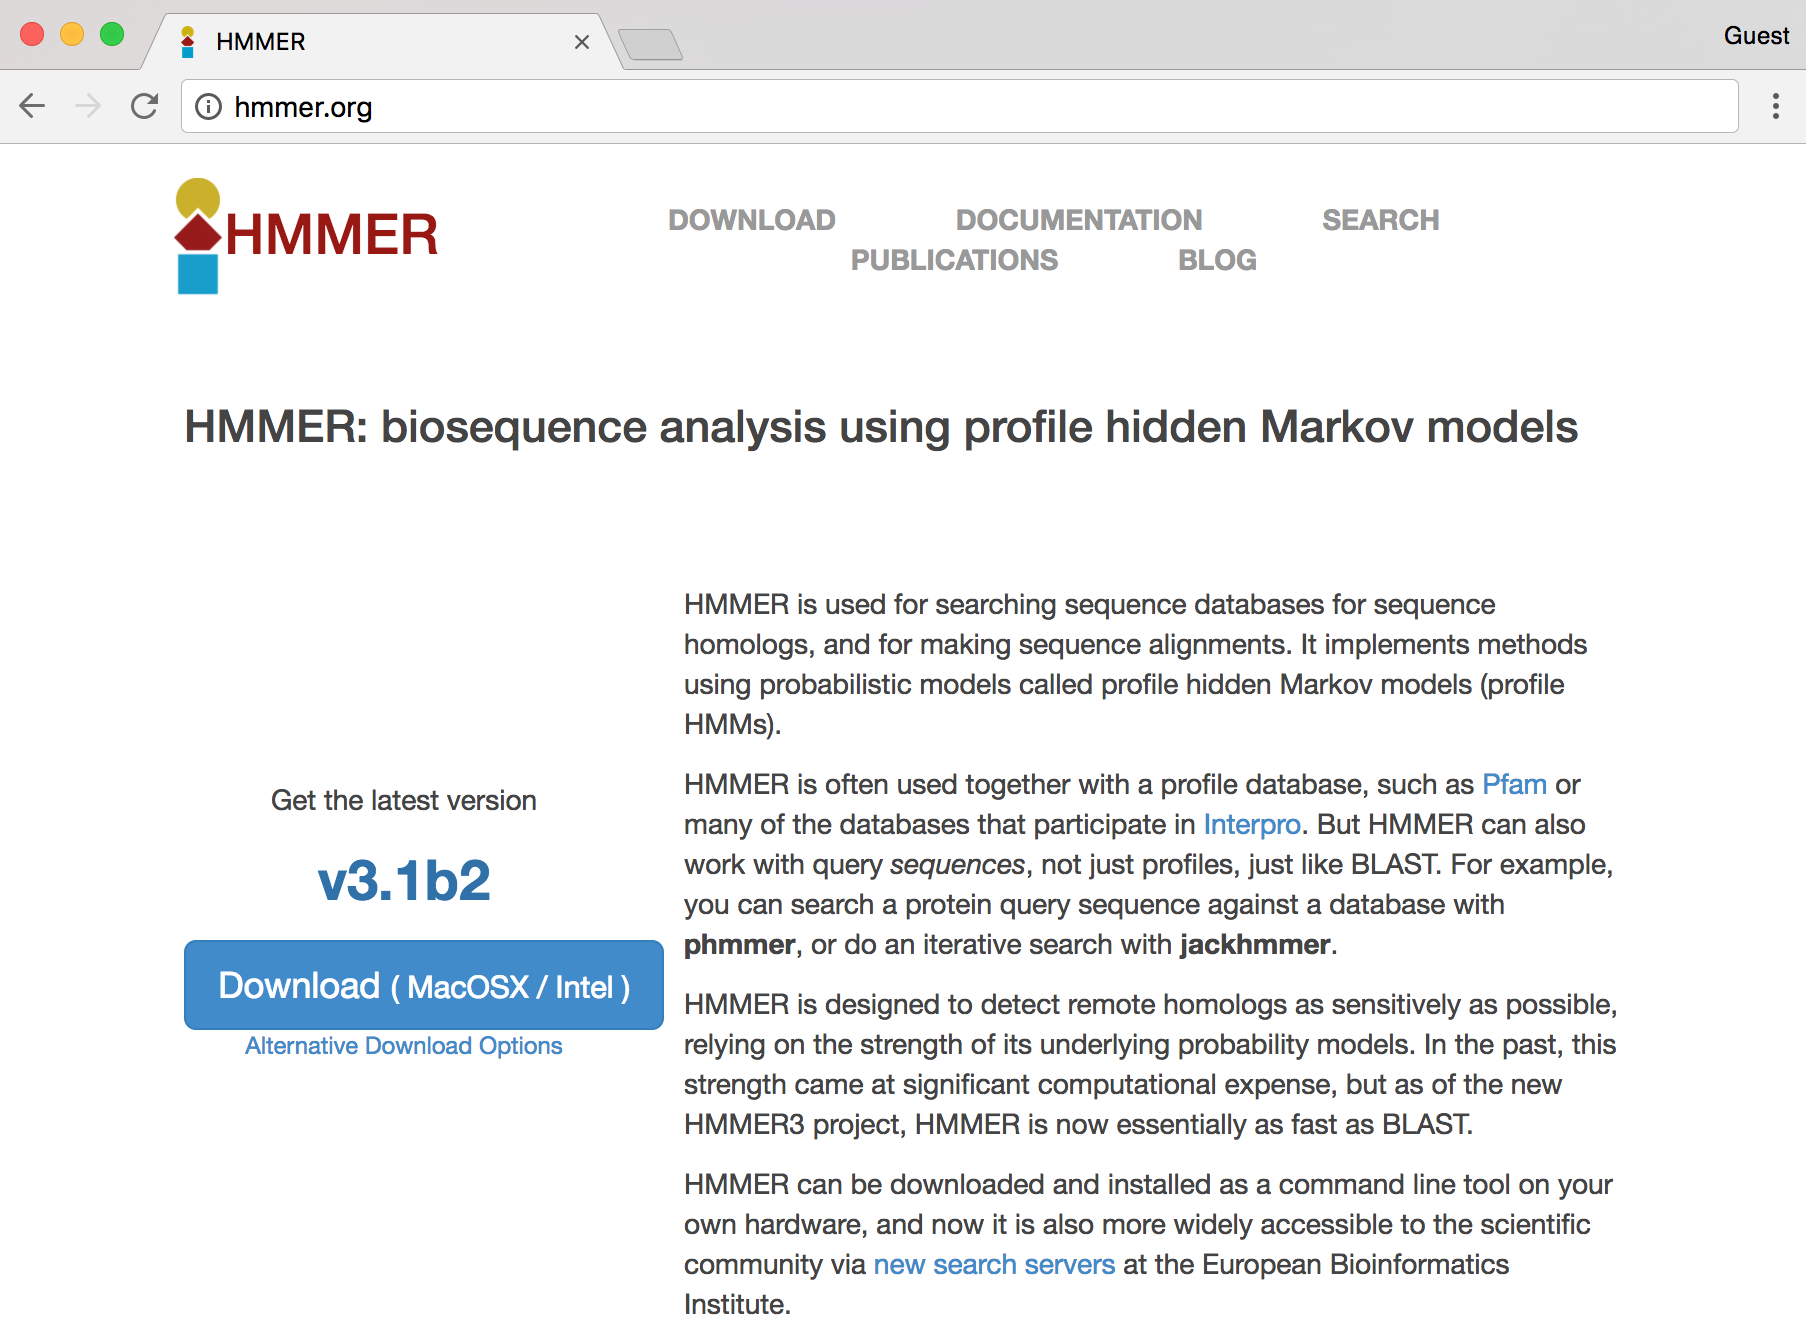 HMMER
Guest
hmmer.org
HMMER
DOWNLOAD DOCUMENTATION SEARCH
PUBLICATIONS BLOG
HMMER: biosequence analysis using profile hidden Markov models
Get the latest version
v3.1b2
Download ( MacOSX / Intel )
Alternative Download Options
HMMER is used for searching sequence databases for sequence
homologs, and for making sequence alignments. It implements methods
using probabilistic models called profile hidden Markov models (profile
HMMs).
HMMER is often used together with a profile database, such as Pfam or
many of the databases that participate in Interpro. But HMMER can also
work with query sequences, not just profiles, just like BLAST. For example,
you can search a protein query sequence against a database with
phmmer, or do an iterative search with jackhmmer.
HMMER is designed to detect remote homologs as sensitively as possible,
relying on the strength of its underlying probability models. In the past, this
strength came at significant computational expense, but as of the new
HMMER3 project, HMMER is now essentially as fast as BLAST.
HMMER can be downloaded and installed as a command line tool on your
own hardware, and now it is also more widely accessible to the scientific
community via new search servers at the European Bioinformatics
Institute.